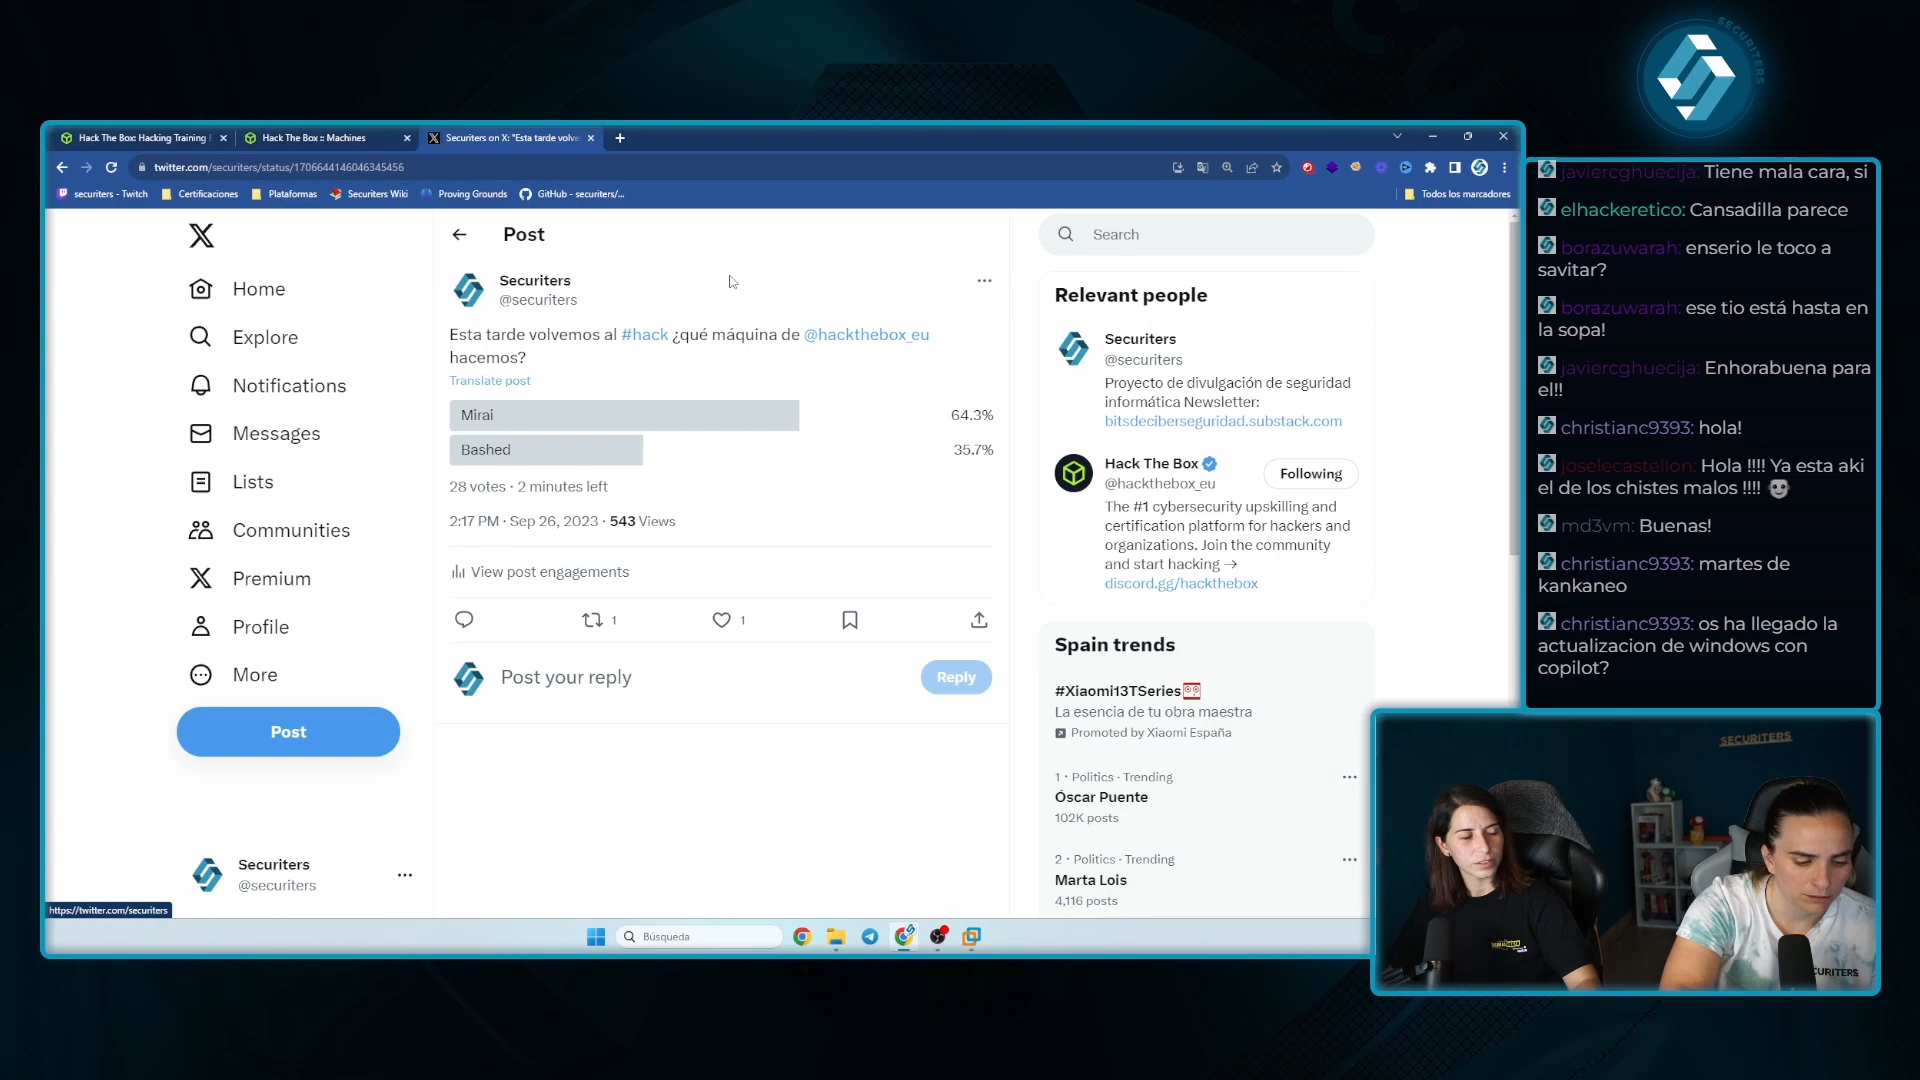 SECURITERS
Hack The Box: Hacking Training
Hack The Box :: Machines
Securiters on X: "Esta tarde volve
twitter.com/securiters/status/1706644146046345456
securiters - Twitch
Certificaciones
Plataformas
Securiters Wiki
Proving Grounds
GitHub - securiters/...
Todos los marcadores
Home
Explore
Notifications
Messages
Lists
Communities
Premium
Profile
More
Post
Securiters
@securiters
https://twitter.com/securiters
Post
Securiters
@securiters
Esta tarde volvemos al #hack ¿qué máquina de @hackthebox_eu
hacemos?
Translate post
Mirai 64.3%
Bashed 35.7%
28 votes · 2 minutes left
2:17 PM · Sep 26, 2023 · 543 Views
View post engagements
1
1
Post your reply
Reply
Search
Relevant people
Securiters
@securiters
Proyecto de divulgación de seguridad
informática Newsletter:
bitsdeciberseguridad.substack.com
Hack The Box
@hackthebox_eu
Following
The #1 cybersecurity upskilling and
certification platform for hackers and
organizations. Join the community
and start hacking →
discord.gg/hackthebox
Spain trends
#Xiaomi13TSeries
La esencia de tu obra maestra
Promoted by Xiaomi España
1 · Politics · Trending
Óscar Puente
102K posts
2 · Politics · Trending
Marta Lois
4,116 posts
Búsqueda
javiercghuecija: Tiene mala cara, si
elhackeretico: Cansadilla parece
borazuwarah: enserio le toco a
savitar?
borazuwarah: ese tio está hasta en
la sopa!
javiercghuecija: Enhorabuena para
el!!
christianc9393: hola!
joselecastellon: Hola !!!! Ya esta aki
el de los chistes malos !!!!
md3vm: Buenas!
christianc9393: martes de
kankaneo
christianc9393: os ha llegado la
actualizacion de windows con
copilot?
SECURITERS
CURITERS